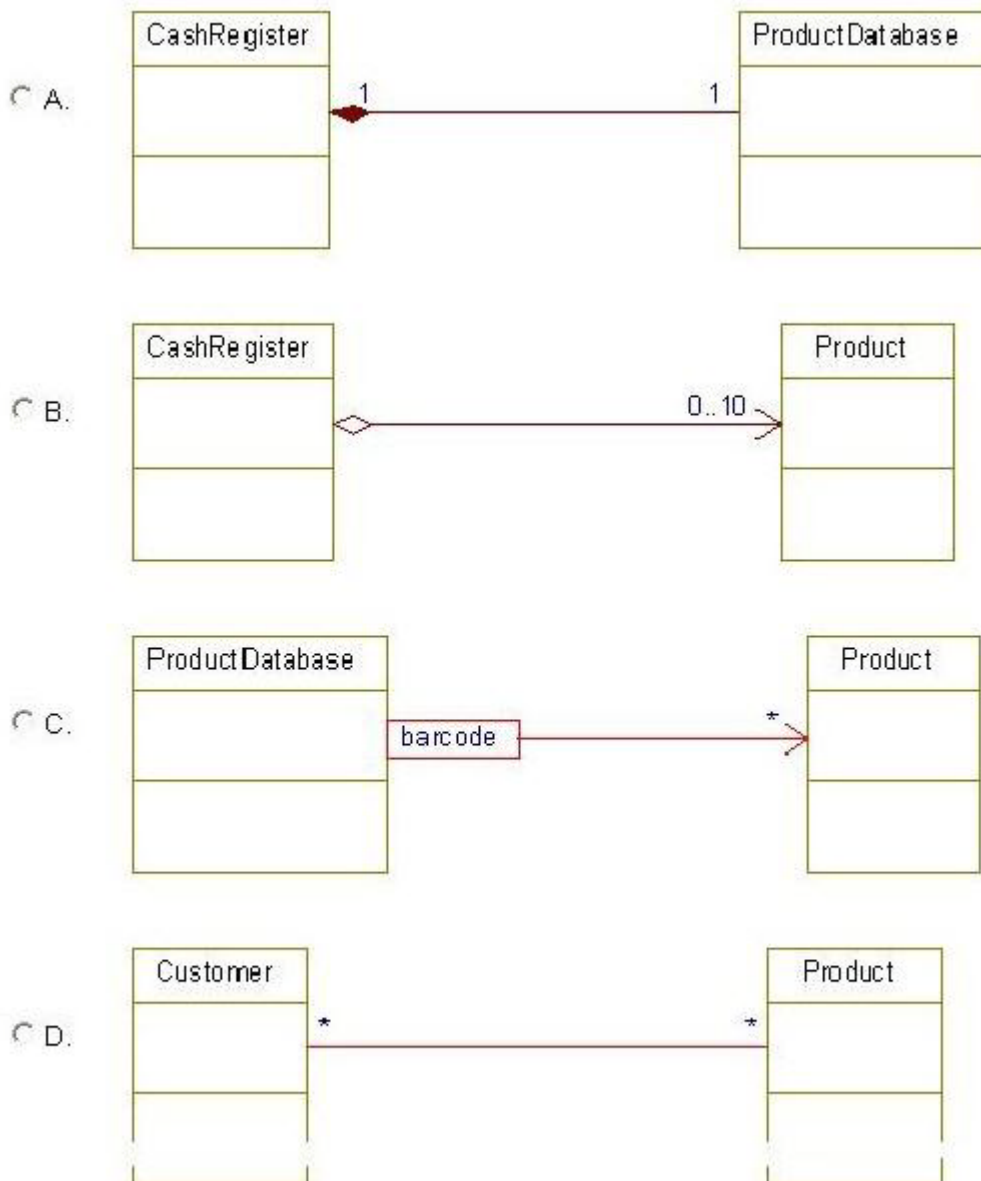 CashRegister
ProductDatabase
A.
1
1
CashRegister
Product
B.
0..10
ProductDatabase
Product
C.
barcode
*
Customer
Product
D.
*
*